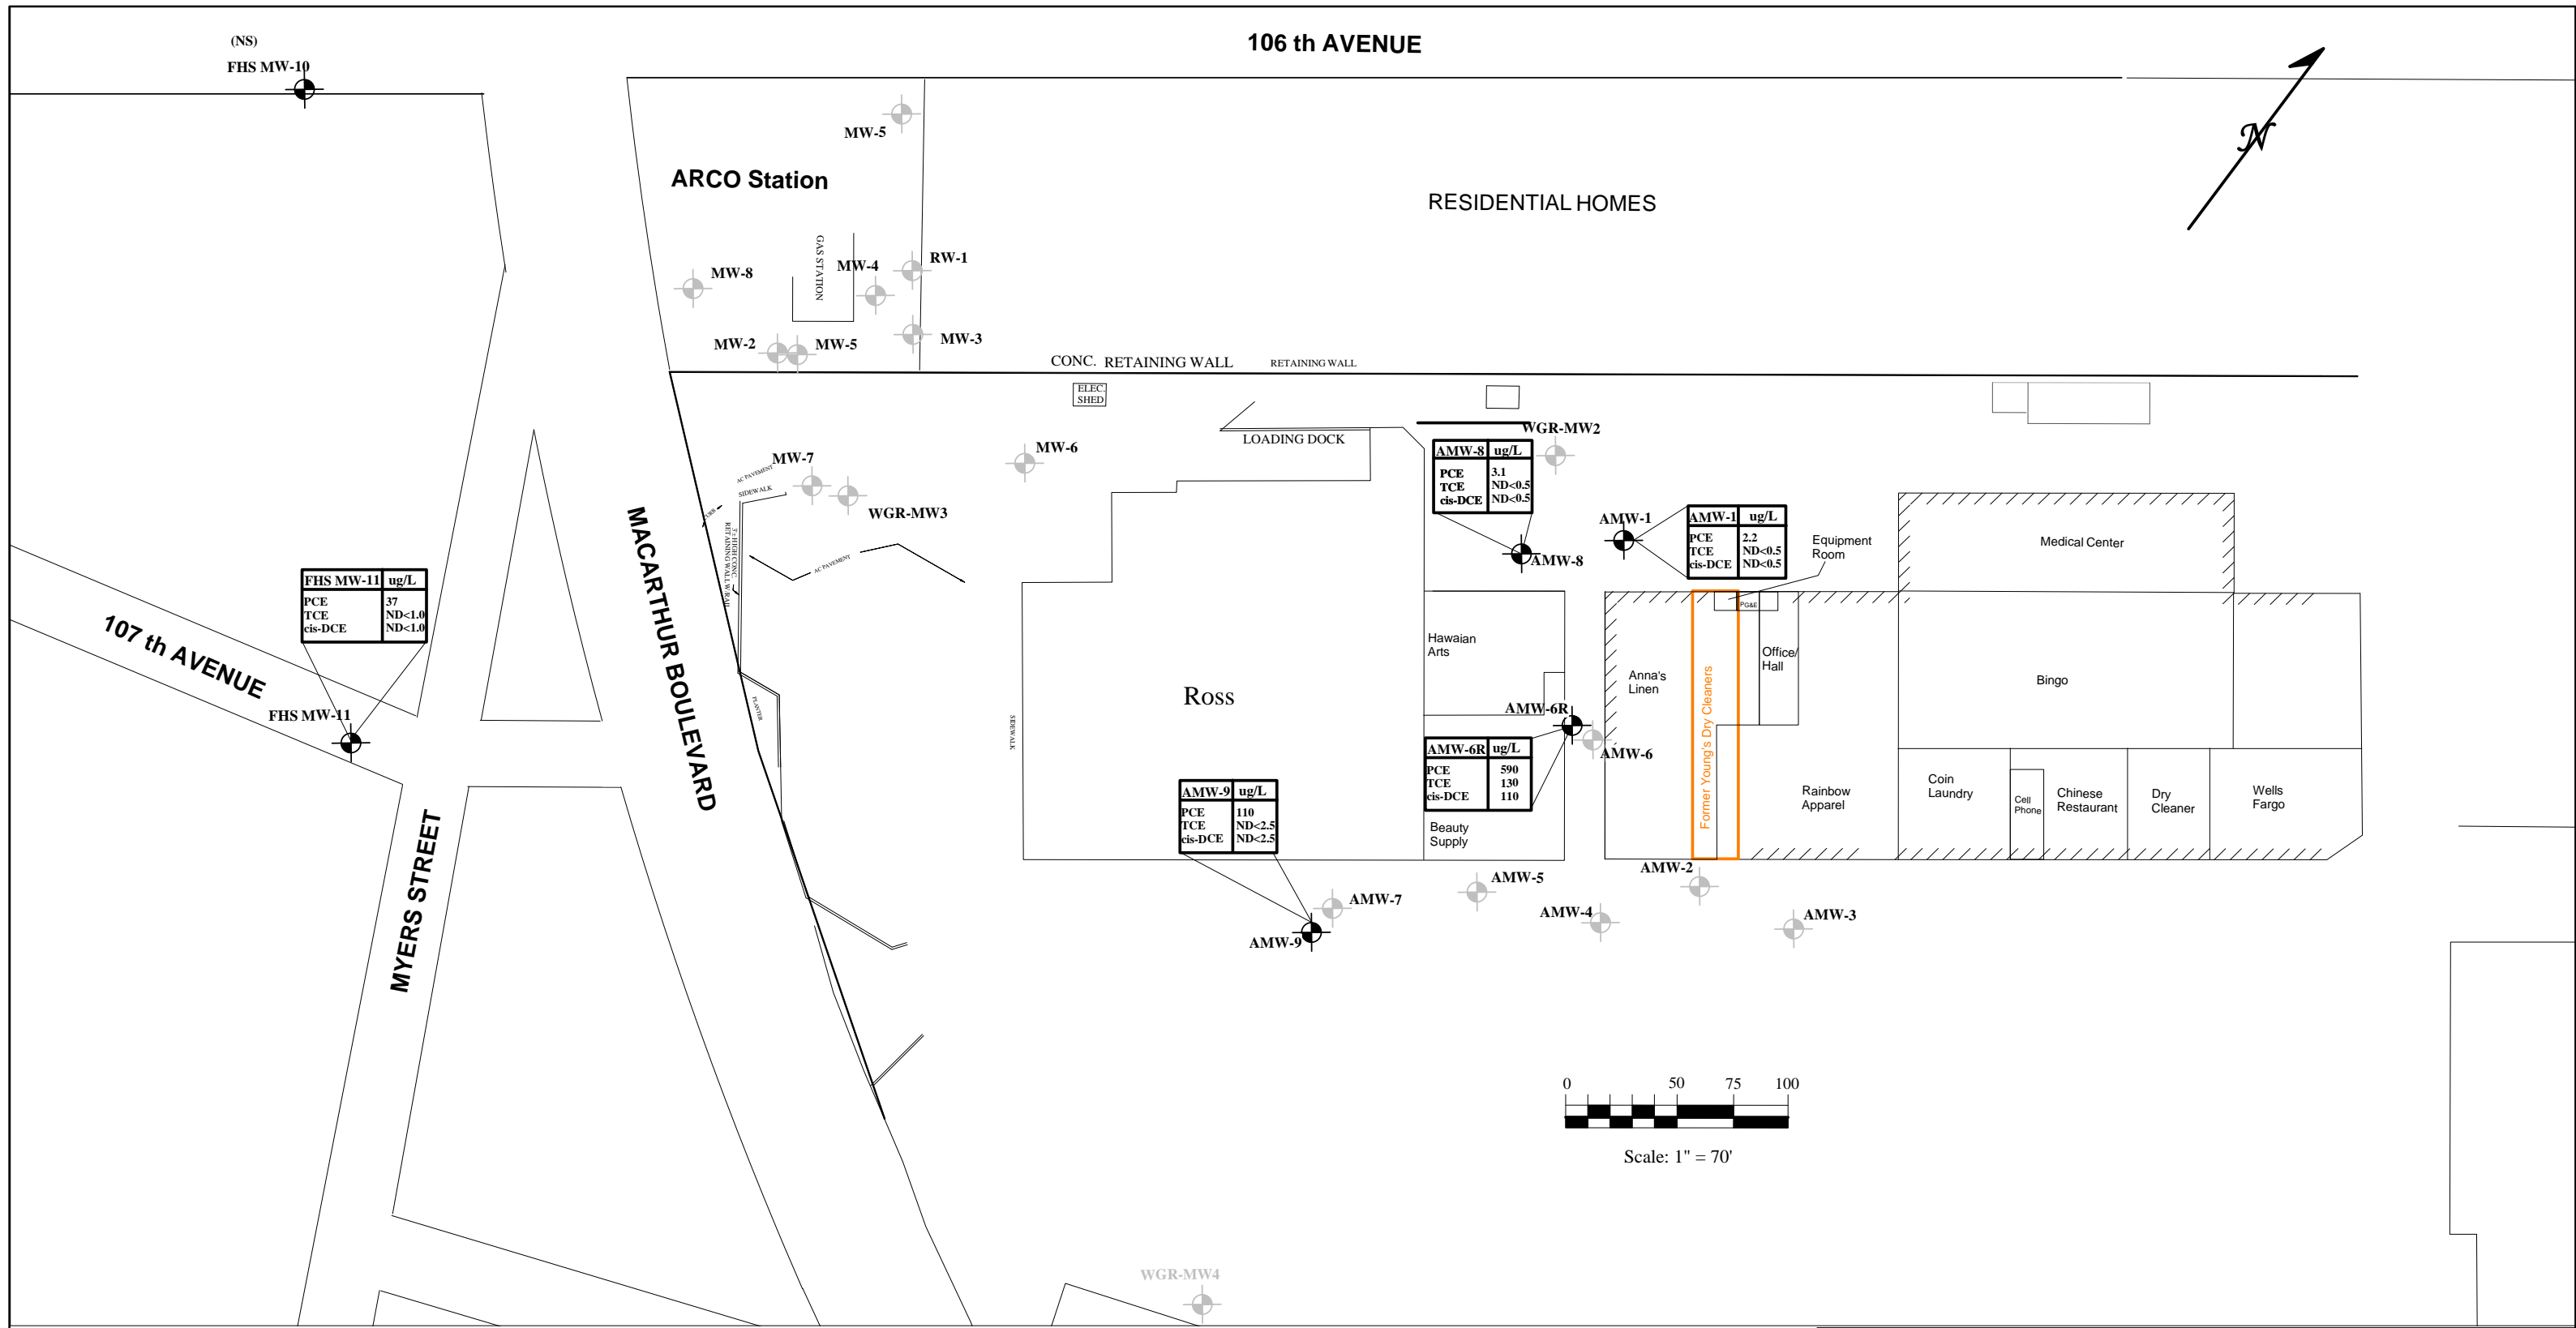 (NS)
FHS MW-10
106 th AVENUE
N
MW-5
ARCO Station
RESIDENTIAL HOMES
GAS STATION
MW-8
MW-4
RW-1
MW-2
MW-5
MW-3
CONC. RETAINING WALL
RETAINING WALL
ELEC.
SHED
LOADING DOCK
WGR-MW2
MW-6
MW-7
AC PAVEMENT
SIDEWALK
WGR-MW3
CURB
RETAINING WALL W/RAIL
AC PAVEMENT
MACARTHUR BOULEVARD
AMW-8 ug/L
PCE 3.1
TCE ND<0.5
cis-DCE ND<0.5
AMW-8
AMW-1
AMW-1 ug/L
PCE 2.2
TCE ND<0.5
cis-DCE ND<0.5
Equipment
Room
Medical Center
FHS MW-11 ug/L
PCE 37
TCE ND<1.0
cis-DCE ND<1.0
107 th AVENUE
FHS MW-11
PG&E
Hawaian
Arts
Anna's
Linen
Former Young's Dry Cleaners
Office/
Hall
Bingo
Ross
SIDEWALK
PLANTER
AMW-6R
AMW-6
AMW-6R ug/L
PCE 590
TCE 130
cis-DCE 110
AMW-9 ug/L
PCE 110
TCE ND<2.5
cis-DCE ND<2.5
Beauty
Supply
Rainbow
Apparel
Coin
Laundry
Cell
Phone
Chinese
Restaurant
Dry
Cleaner
Wells
Fargo
MYERS STREET
AMW-2
AMW-5
AMW-7
AMW-4
AMW-3
AMW-9
0 50 75 100
Scale: 1" = 70'
WGR-MW4